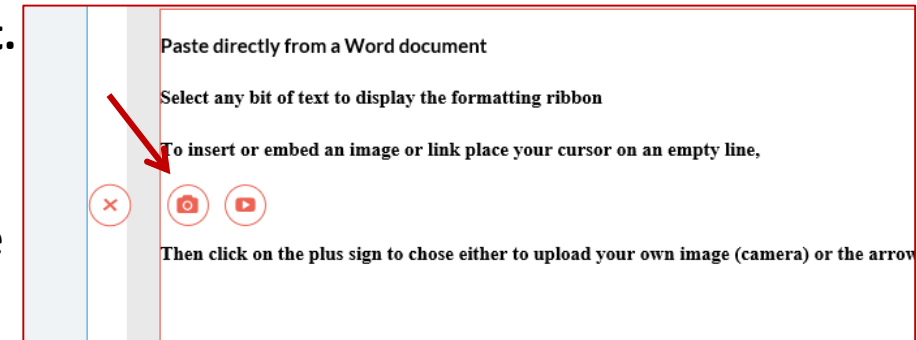 Paste directly from a Word document
Select any bit of text to display the formatting ribbon
To insert or embed an image or link place your cursor on an empty line,
Then click on the plus sign to chose either to upload your own image (camera) or the arrow